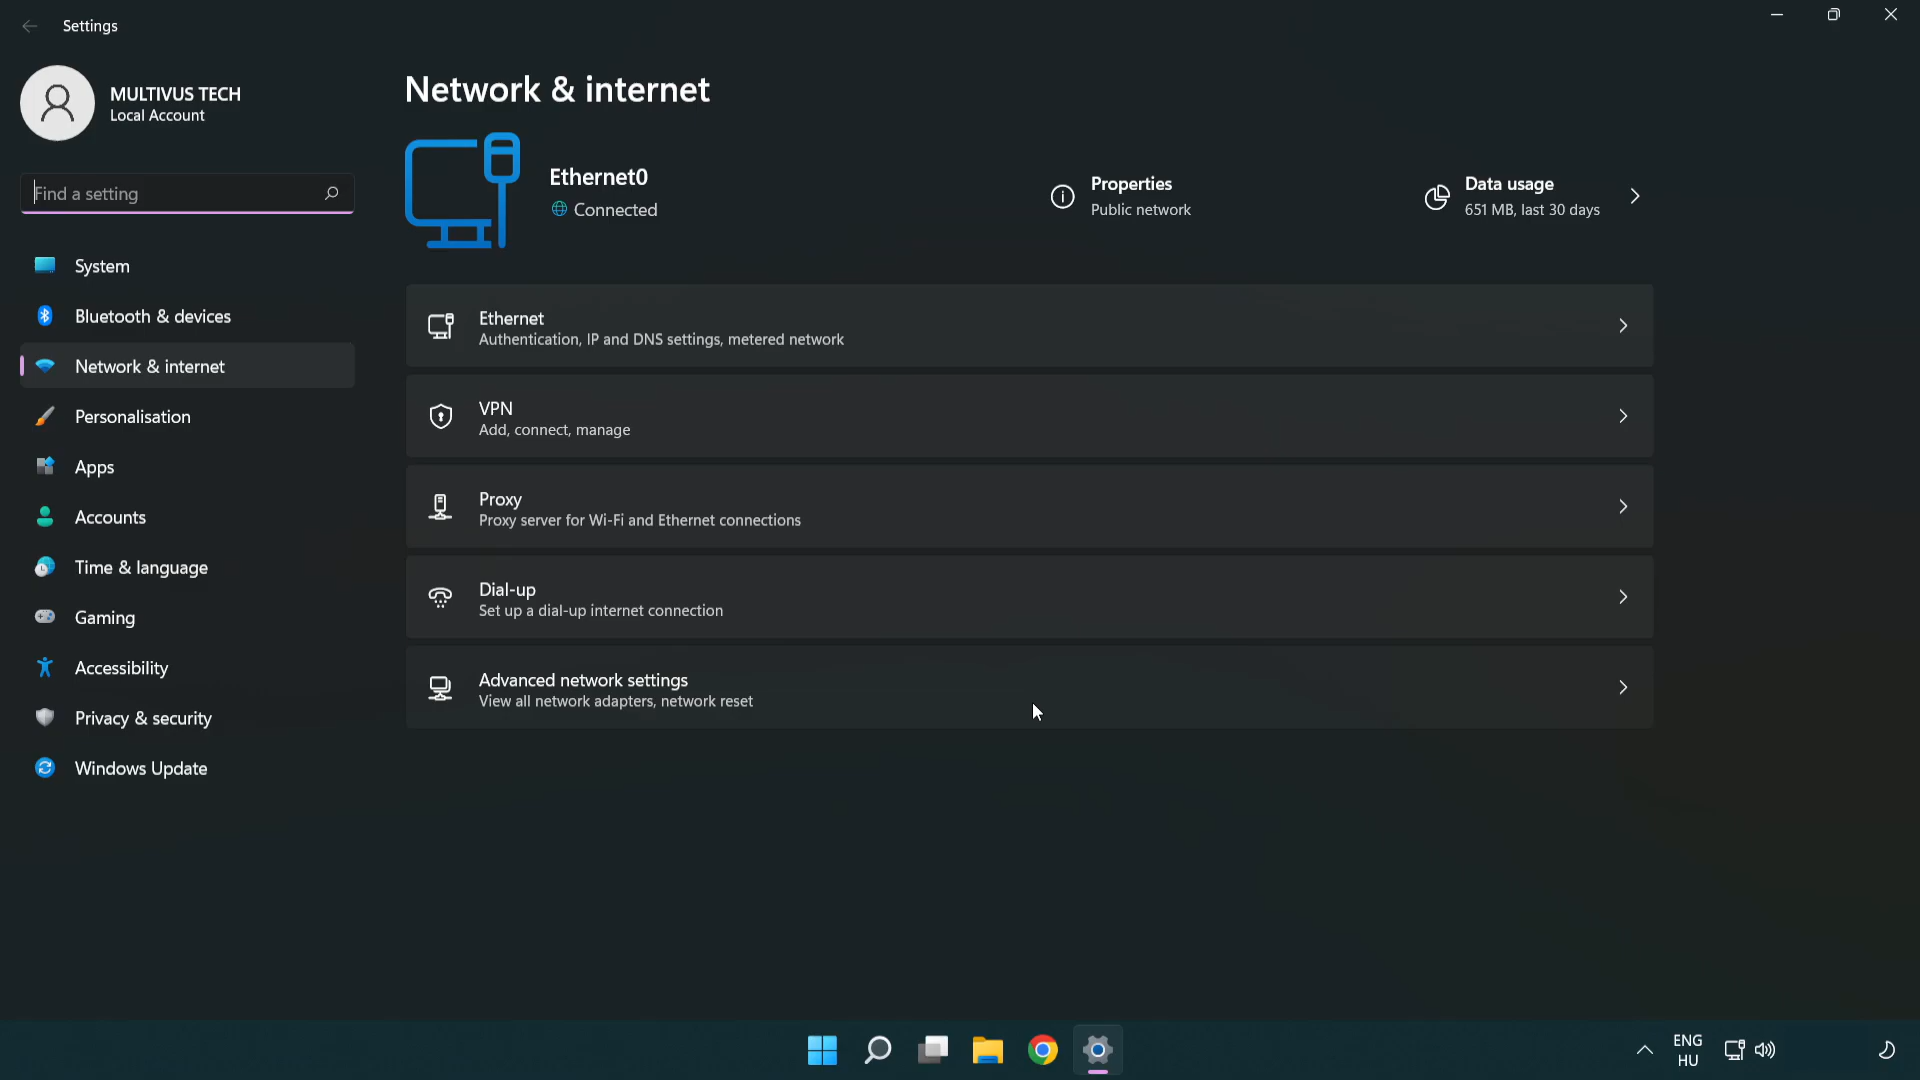 Settings
MULTIVUS TECH
Local Account
Find a setting
System
Bluetooth & devices
Network & internet
Personalisation
Apps
Accounts
Time & language
Gaming
Accessibility
Privacy & security
Windows Update
Network & internet
Ethernet0
Connected
Properties
Public network
Data usage
651 MB, last 30 days
Ethernet
Authentication, IP and DNS settings, metered network
VPN
Add, connect, manage
Proxy
Proxy server for Wi-Fi and Ethernet connections
Dial-up
Set up a dial-up internet connection
Advanced network settings
View all network adapters, network reset
ENG
HU